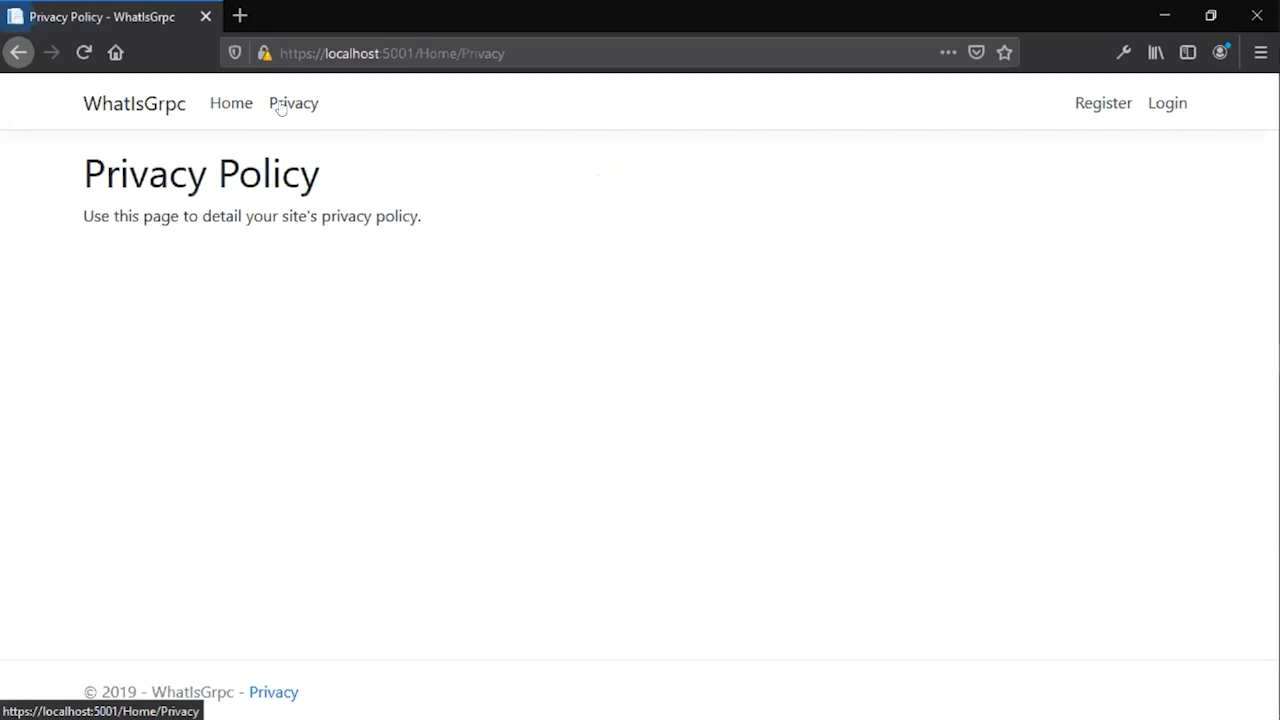 Privacy Policy - WhatIsGrpc
https://localhost:5001/Home/Privacy
WhatIsGrpc Home Privacy Register Login
Privacy Policy
Use this page to detail your site's privacy policy.
© 2019 - WhatIsGrpc - Privacy
https://localhost:5001/Home/Privacy